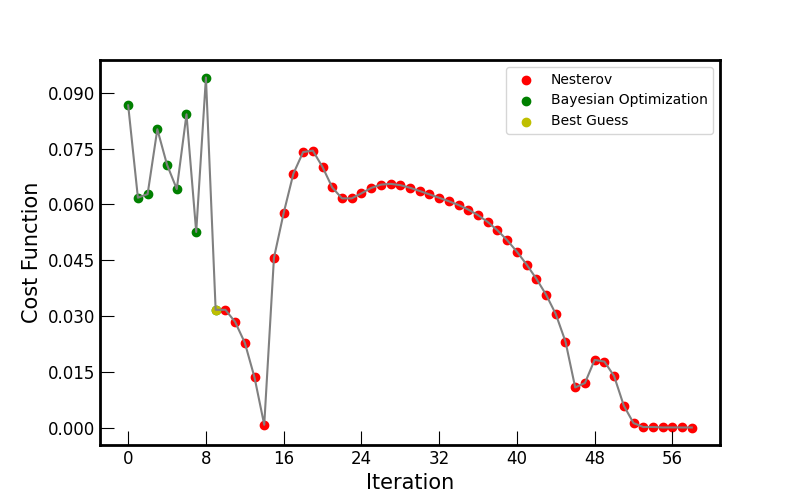 Nesterov
Bayesian Optimization
Best Guess
0.090
0.075
0.060
0.045
0.030
0.015
0.000
Cost Function
0 8 16 24 32 40 48 56
Iteration